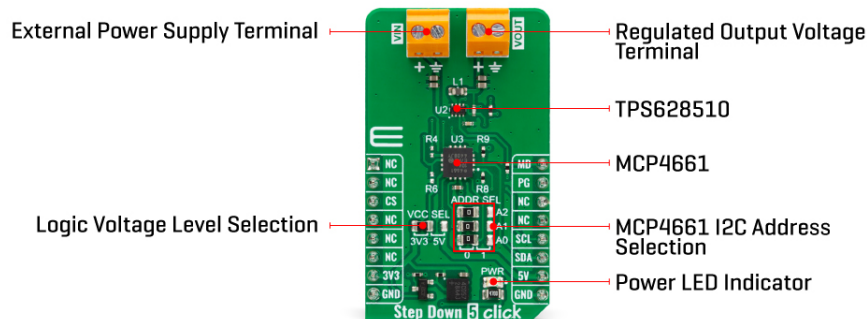 External Power Supply Terminal
VIN
VOUT
Regulated Output Voltage
Terminal
+
+
L1
U2
TPS628510
R4
U3
R9
MCP4661
R6
R8
NC
NC
CS
NC
NC
NC
3V3
GND
MD
PG
NC
NC
SCL
SDA
5V
GND
ADDR SEL
A2
A1
A0
0 1
VCC SEL
3V3 5V
Logic Voltage Level Selection
MCP4661 I2C Address
Selection
PWR
Power LED Indicator
Step Down 5 click